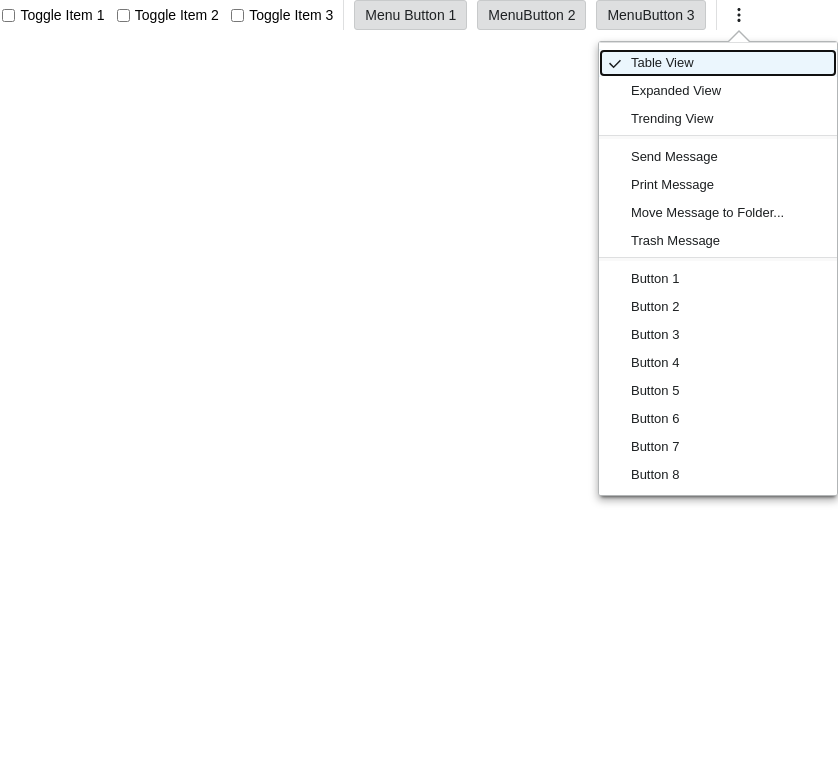 Toggle Item 1 Toggle Item 2 Toggle Item 3 Menu Button 1 MenuButton 2 MenuButton 3
Table View
Expanded View
Trending View
Send Message
Print Message
Move Message to Folder...
Trash Message
Button 1
Button 2
Button 3
Button 4
Button 5
Button 6
Button 7
Button 8